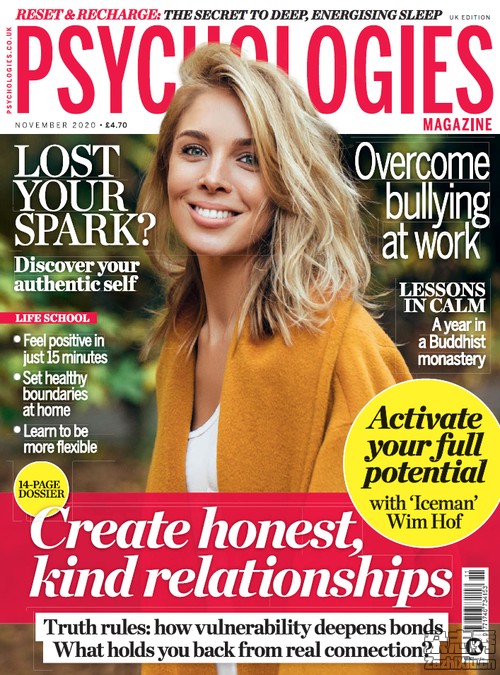 RESET & RECHARGE: THE SECRET TO DEEP, ENERGISING SLEEP
UK EDITION
PSYCHOLOGIES.CO.UK
PSYCHOLOGIES
MAGAZINE
NOVEMBER 2020 • £4.70
LOST
YOUR
SPARK?
Discover your
authentic self
LIFE SCHOOL
• Feel positive in
just 15 minutes
• Set healthy
boundaries
at home
• Learn to be
more flexible
Overcome
bullying
at work
LESSONS
IN CALM
A year in
a Buddhist
monastery
Activate
your full
potential
with ‘Iceman’
Wim Hof
14-PAGE
DOSSIER
Create honest,
kind relationships
Truth rules: how vulnerability deepens bonds
What holds you back from real connection?
11
K